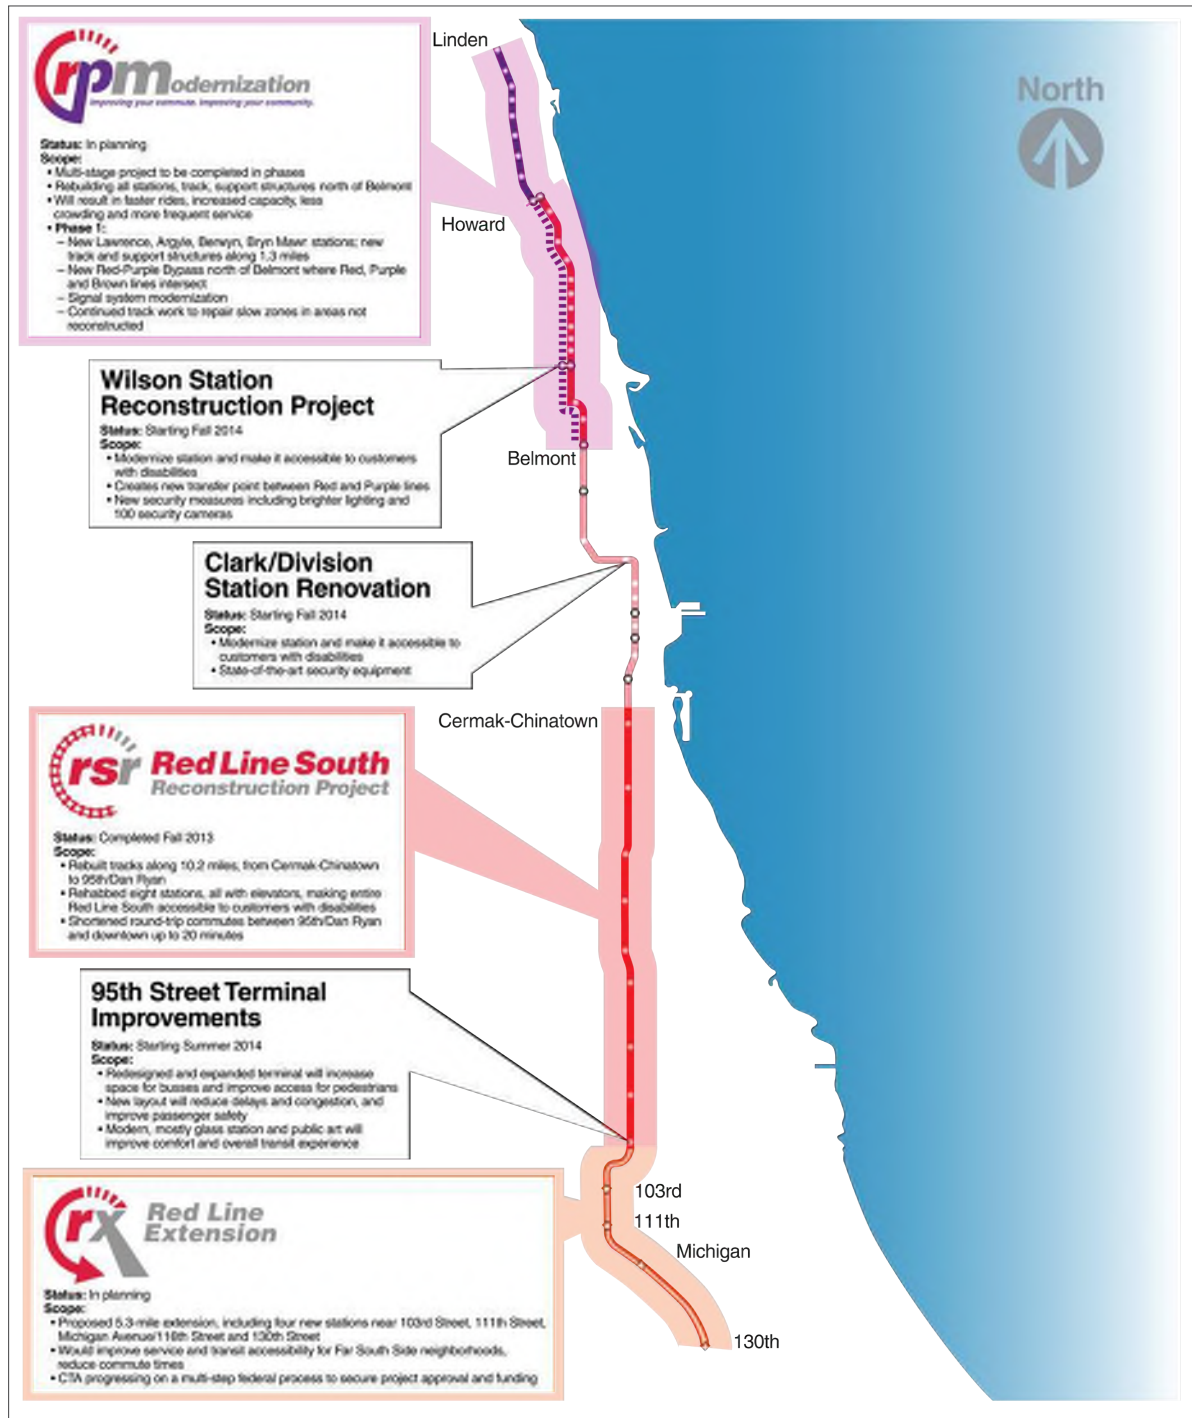 rpmodernization
improving your commute. improving your community.
Status: In planning
Scope:
• Multi-stage project to be completed in phases
• Rebuilding all stations, track, support structures north of Belmont
• Will result in faster rides, increased capacity, less
crowding and more frequent service
• Phase 1:
– New Lawrence, Argyle, Berwyn, Bryn Mawr stations; new
track and support structures along 1.3 miles
– New Red-Purple Bypass north of Belmont where Red, Purple
and Brown lines intersect
– Signal system modernization
– Continued track work to repair slow zones in areas not
reconstructed
Linden
North
Howard
Wilson Station
Reconstruction Project
Status: Starting Fall 2014
Scope:
• Modernize station and make it accessible to customers
with disabilities
• Creates new transfer point between Red and Purple lines
• New security measures including brighter lighting and
100 security cameras
Belmont
Clark/Division
Station Renovation
Status: Starting Fall 2014
Scope:
• Modernize station and make it accessible to
customers with disabilities
• State-of-the-art security equipment
Cermak-Chinatown
rsr Red Line South
Reconstruction Project
Status: Completed Fall 2013
Scope:
• Rebuilt tracks along 10.2 miles, from Cermak-Chinatown
to 95th/Dan Ryan
• Rehabbed eight stations, all with elevators, making entire
Red Line South accessible to customers with disabilities
• Shortened round-trip commutes between 95th/Dan Ryan
and downtown up to 20 minutes
95th Street Terminal
Improvements
Status: Starting Summer 2014
Scope:
• Redesigned and expanded terminal will increase
space for busses and improve access for pedestrians
• New layout will reduce delays and congestion, and
improve passenger safety
• Modern, mostly glass station and public art will
improve comfort and overall transit experience
103rd
111th
Michigan
130th
rx Red Line
Extension
Status: In planning
Scope:
• Proposed 5.3-mile extension, including four new stations near 103rd Street, 111th Street,
Michigan Avenue/116th Street and 130th Street
• Would improve service and transit accessibility for Far South Side neighborhoods,
reduce commute times
• CTA progressing on a multi-step federal process to secure project approval and funding